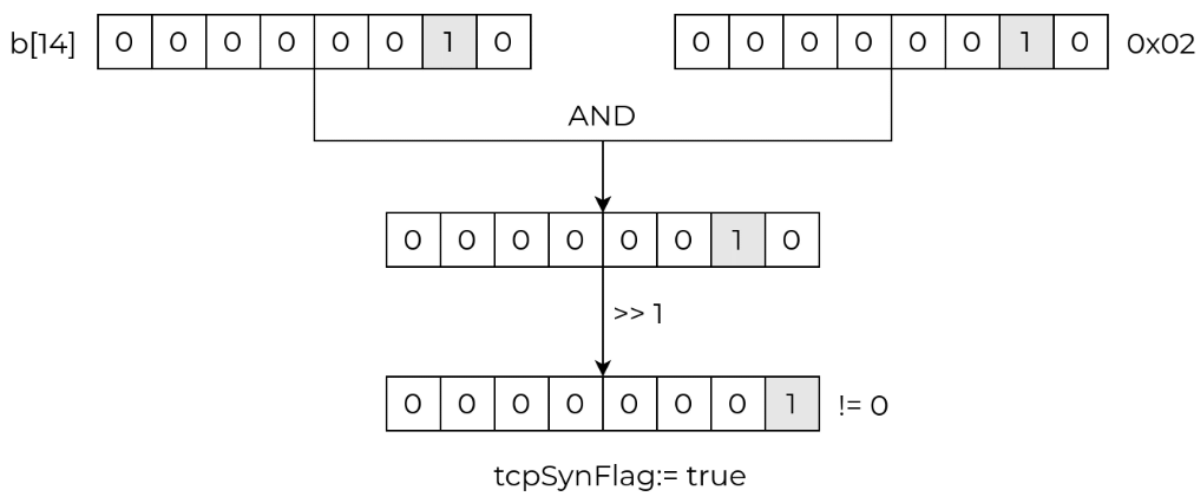 b[14] 0 0 0 0 0 0 1 0 0 0 0 0 0 0 1 0 0x02
AND
0 0 0 0 0 0 1 0
>> 1
0 0 0 0 0 0 0 1 != 0
tcpSynFlag:= true